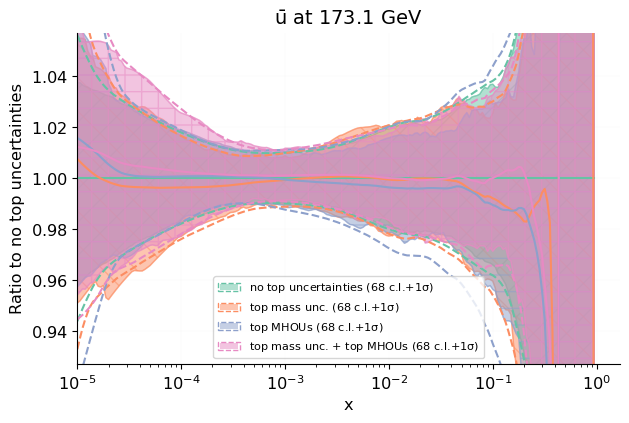 ū at 173.1 GeV
Ratio to no top uncertainties
1.04
1.02
1.00
0.98
0.96
0.94
no top uncertainties (68 c.l.+1σ)
top mass unc. (68 c.l.+1σ)
top MHOUs (68 c.l.+1σ)
top mass unc. + top MHOUs (68 c.l.+1σ)
10⁻⁵ 10⁻⁴ 10⁻³ 10⁻² 10⁻¹ 10⁰
x